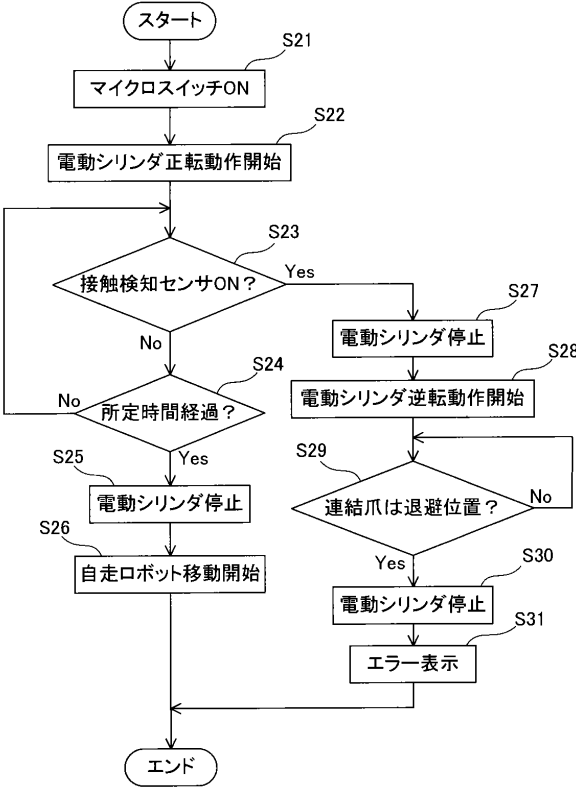 スタート
S21
マイクロスイッチON
S22
電動シリンダ正転動作開始
S23
接触検知センサON？
Yes
No
S24
所定時間経過？
No
Yes
S25
電動シリンダ停止
S26
自走ロボット移動開始
S27
電動シリンダ停止
S28
電動シリンダ逆転動作開始
S29
連結爪は退避位置？
No
Yes
S30
電動シリンダ停止
S31
エラー表示
エンド